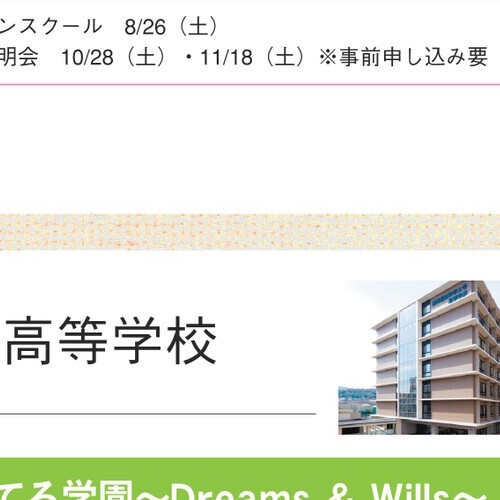 ンスクール 8/26（土）
明会 10/28（土）・11/18（土）※事前申し込み要
高等学校
てる学園～Dreams & Wills～